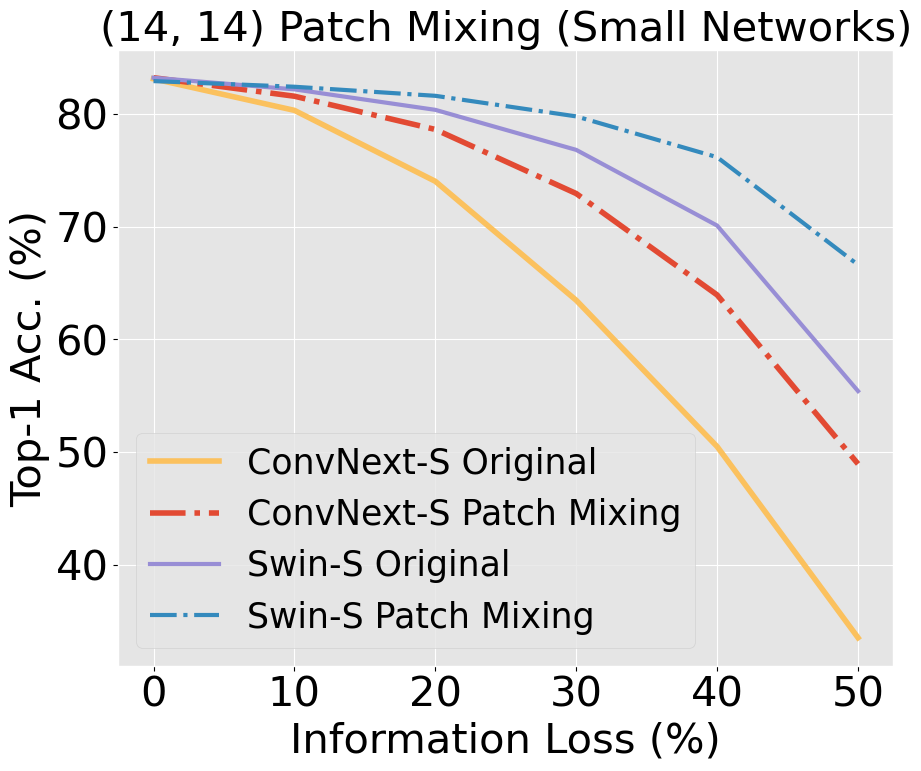 (14, 14) Patch Mixing (Small Networks)
Top-1 Acc. (%)
80
70
60
50
40
ConvNext-S Original
ConvNext-S Patch Mixing
Swin-S Original
Swin-S Patch Mixing
0 10 20 30 40 50
Information Loss (%)